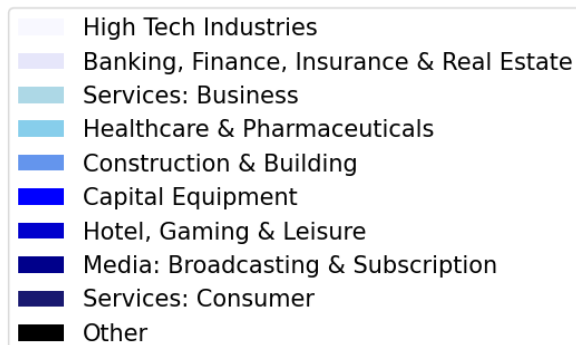 High Tech Industries
Banking, Finance, Insurance & Real Estate
Services: Business
Healthcare & Pharmaceuticals
Construction & Building
Capital Equipment
Hotel, Gaming & Leisure
Media: Broadcasting & Subscription
Services: Consumer
Other